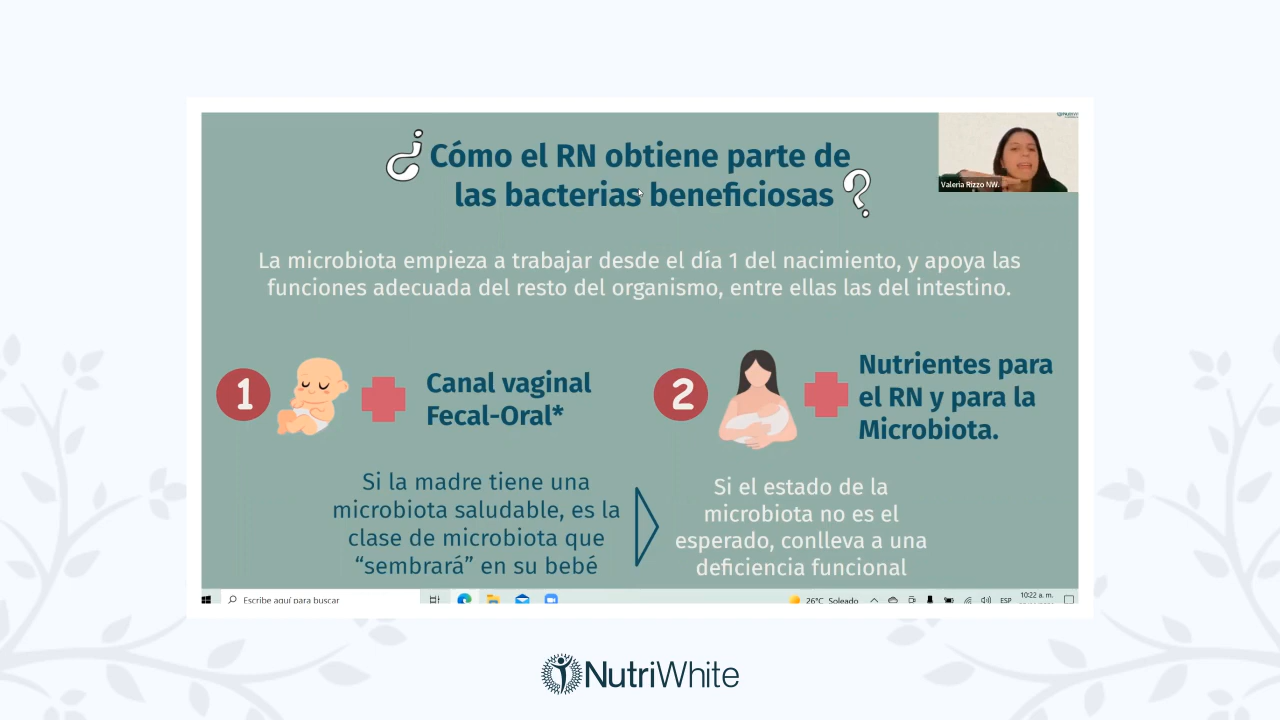 ¿Cómo el RN obtiene parte de
las bacterias beneficiosas?
Valeria Rizzo NW.
La microbiota empieza a trabajar desde el día 1 del nacimiento, y apoya las
funciones adecuada del resto del organismo, entre ellas las del intestino.
1
Canal vaginal
Fecal-Oral*
2
Nutrientes para
el RN y para la
Microbiota.
Si la madre tiene una
microbiota saludable, es la
clase de microbiota que
“sembrará” en su bebé
Si el estado de la
microbiota no es el
esperado, conlleva a una
deficiencia funcional
Escribe aquí para buscar
26°C Soleado
ESP
10:22 a. m.
NutriWhite